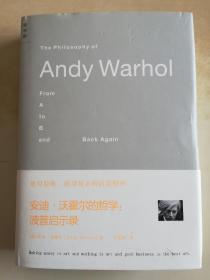 The Philosophy of
Andy Warhol
From
A
to
B
and Back Again
安迪·沃霍尔的哲学：
波普启示录
Making money is art and working is art and good business is the best art.